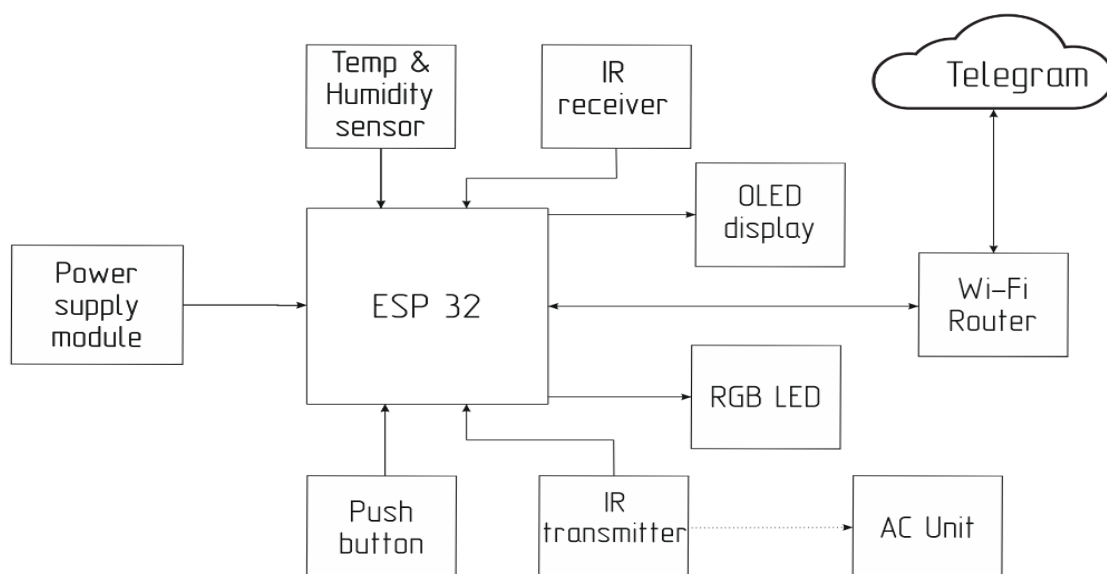 Temp &
Humidity
sensor
IR
receiver
Telegram
OLED
display
Power
supply
module
ESP 32
Wi-Fi
Router
RGB LED
Push
button
IR
transmitter
AC Unit